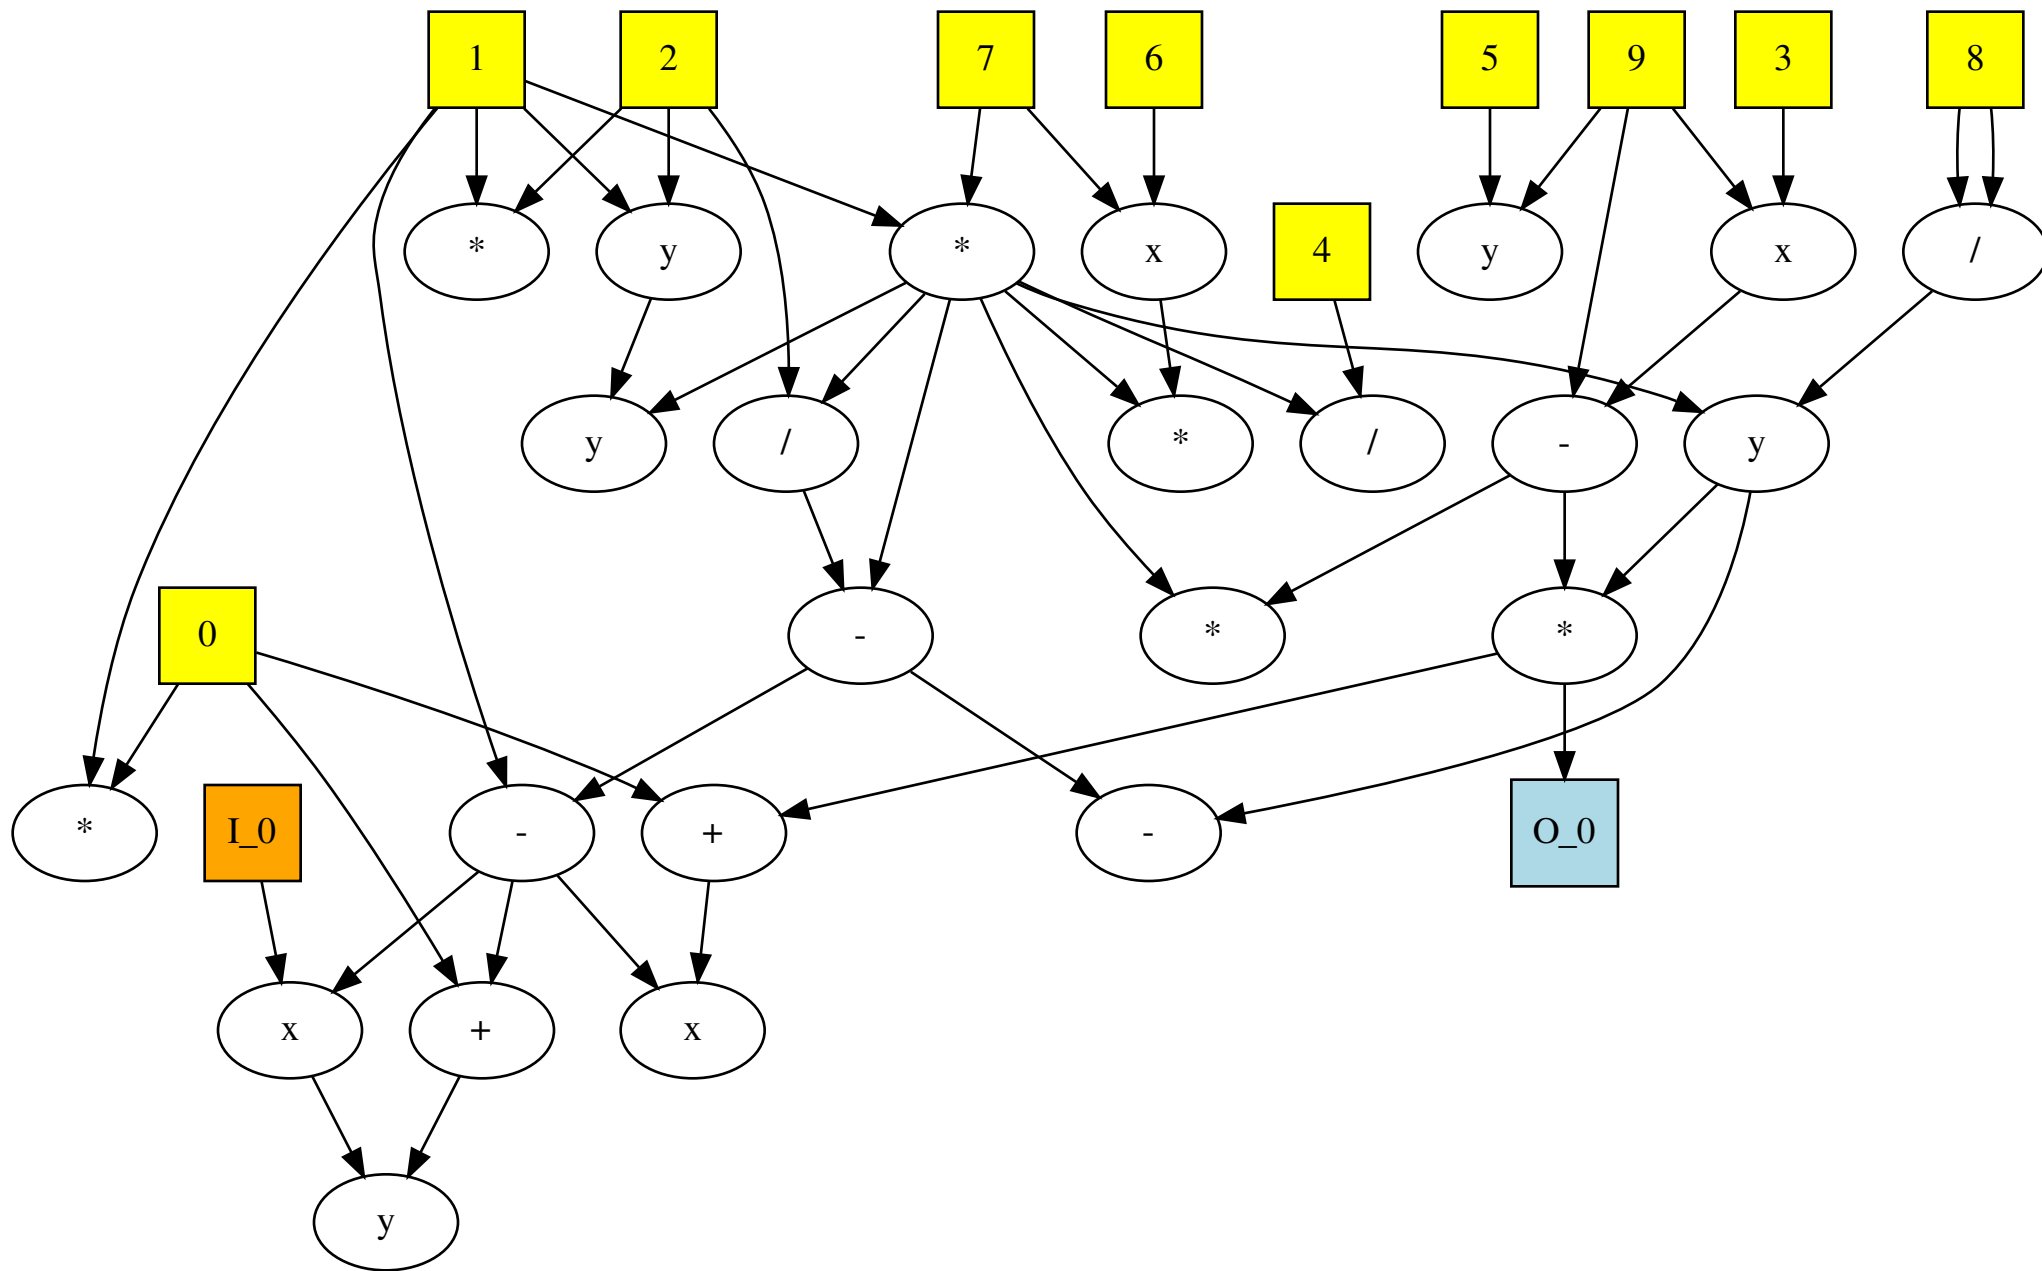 1 2 7 6 5 9 3 8
* y * x 4 y x /
y / * / - y
0 - * *
* I_0 - + - O_0
x + x
y